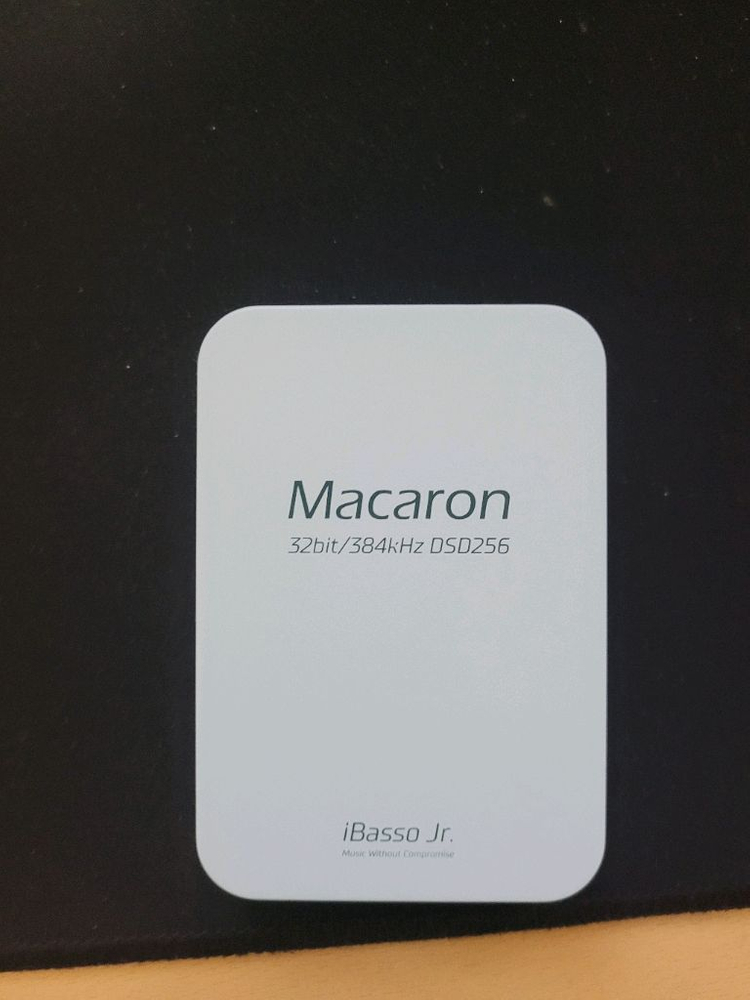 Macaron
32bit/384kHz DSD256
iBasso Jr.
Music Without Compromise